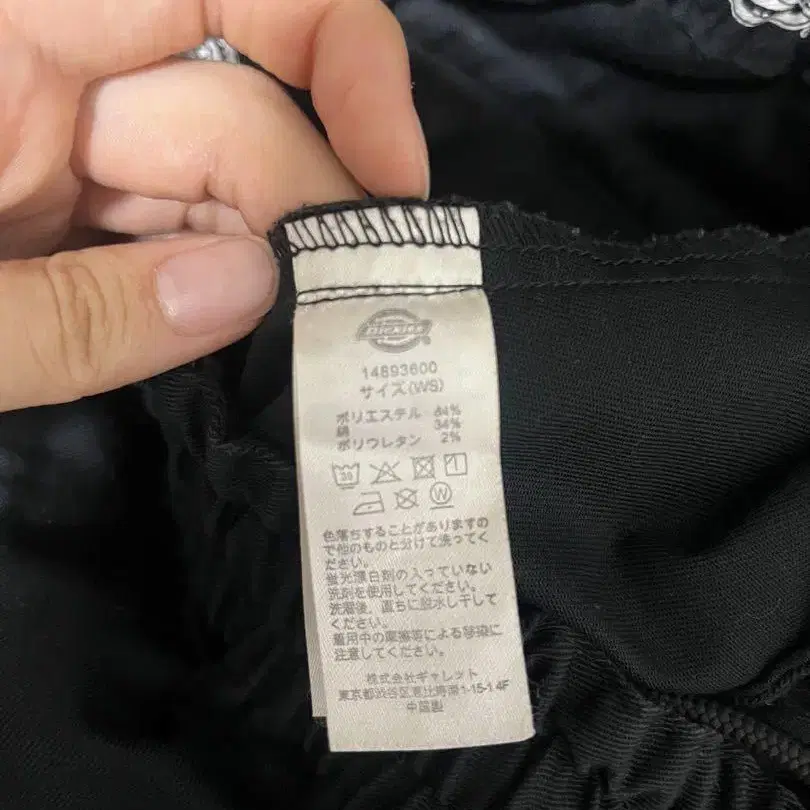 Dickies
14893600
サイズ(WS)
ポリエステル 64%
綿 34%
ポリウレタン 2%
30
W
色落ちすることがありますの
で他のものと分けて洗ってく
ださい。
蛍光漂白剤の入っていない
洗剤を使用してください。
洗濯後、直ちに脱水し干して
ください。
着用中の摩擦等による移染に
注意してください。
株式会社ギャレット
東京都渋谷区恵比寿南1-15-1 4F
中国製